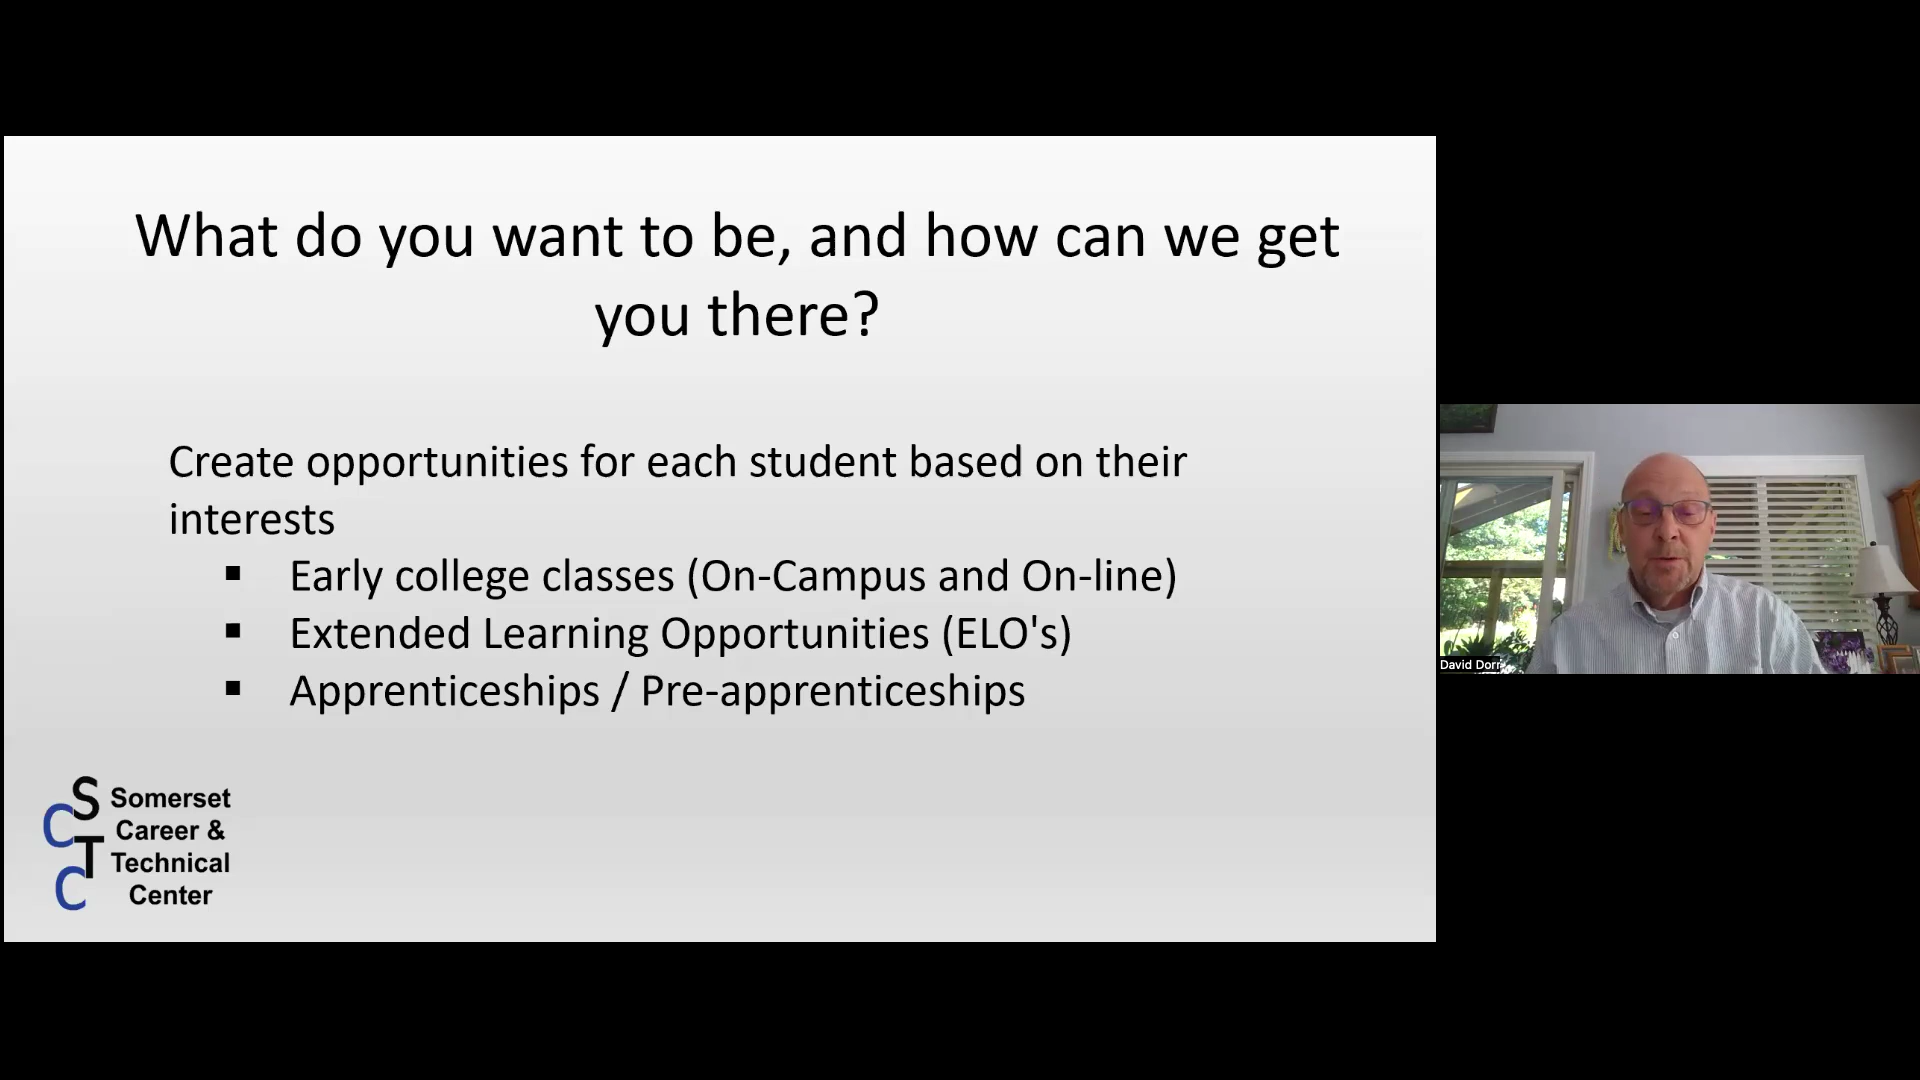 What do you want to be, and how can we get
you there?
Create opportunities for each student based on their
interests
▪ Early college classes (On-Campus and On-line)
▪ Extended Learning Opportunities (ELO's)
▪ Apprenticeships / Pre-apprenticeships
SCTC
Somerset
Career &
Technical
Center
David Dorr